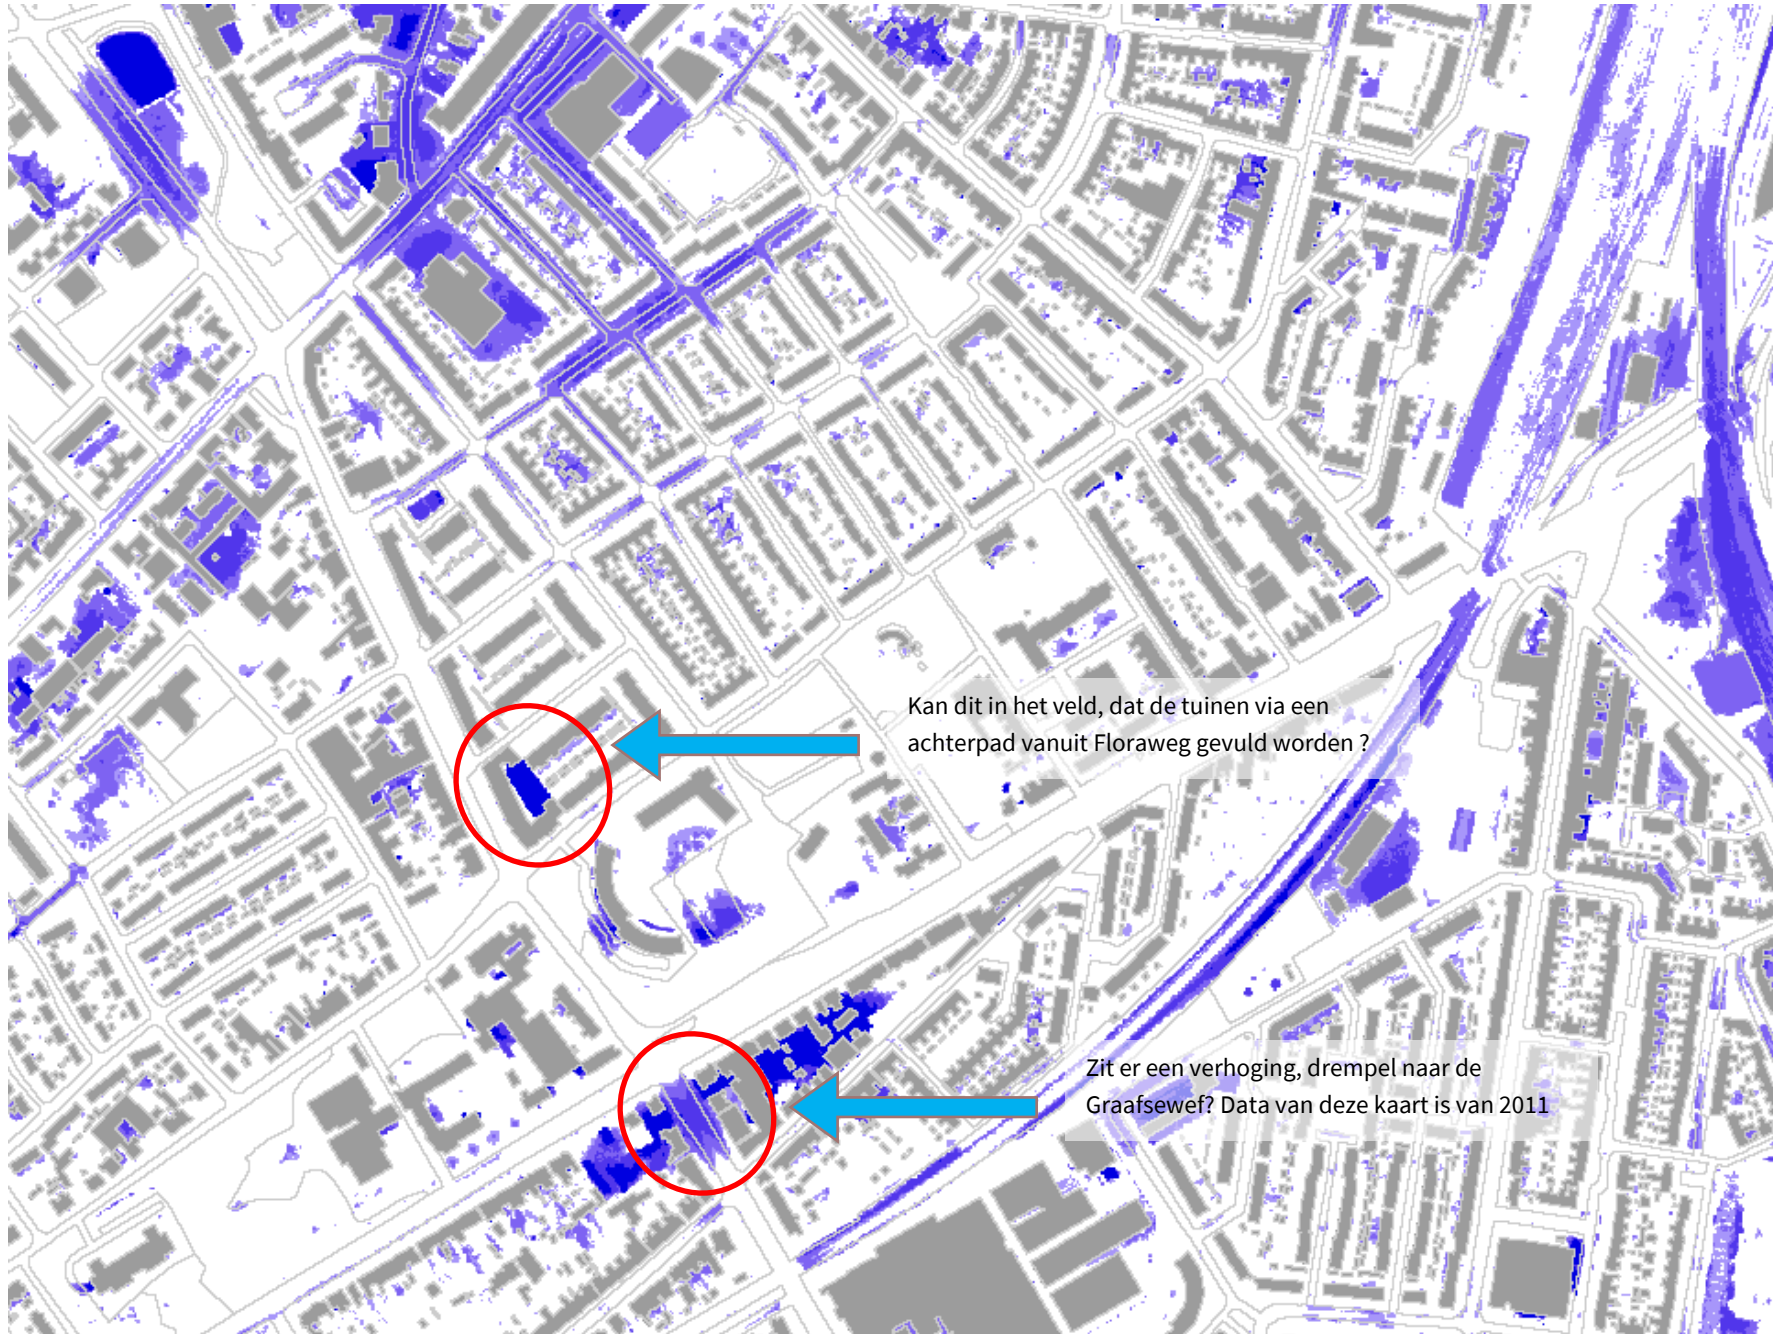 Kan dit in het veld, dat de tuinen via een
achterpad vanuit Floraweg gevuld worden ?
Zit er een verhoging, drempel naar de
Graafsewef? Data van deze kaart is van 2011